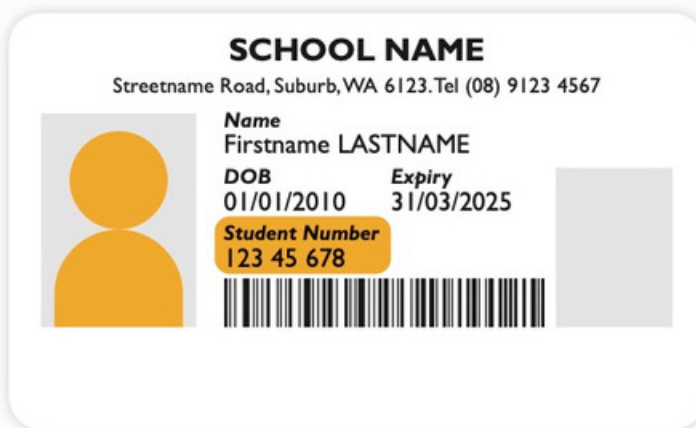 SCHOOL NAME
Streetname Road, Suburb, WA 6123. Tel (08) 9123 4567
Name
Firstname LASTNAME
DOB Expiry
01/01/2010 31/03/2025
Student Number
123 45 678